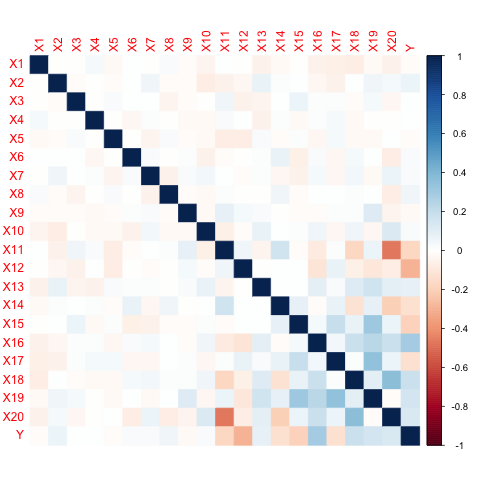 X1 X2 X3 X4 X5 X6 X7 X8 X9 X10 X11 X12 X13 X14 X15 X16 X17 X18 X19 X20 Y
X1
X2
X3
X4
X5
X6
X7
X8
X9
X10
X11
X12
X13
X14
X15
X16
X17
X18
X19
X20
Y
1
0.8
0.6
0.4
0.2
0
-0.2
-0.4
-0.6
-0.8
-1